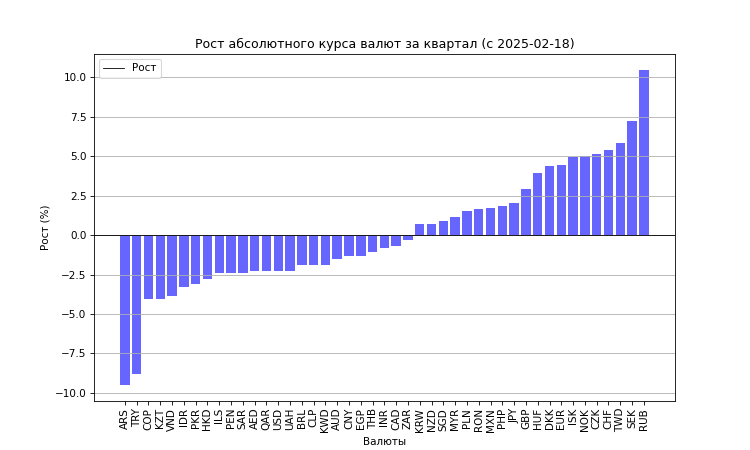 Рост абсолютного курса валют за квартал (с 2025-02-18)
Рост
10.0
7.5
5.0
2.5
0.0
−2.5
−5.0
−7.5
−10.0
Рост (%)
ARS
TRY
COP
KZT
VND
IDR
PKR
HKD
ILS
PEN
SAR
AED
QAR
USD
UAH
BRL
CLP
KWD
AUD
CNY
EGP
THB
INR
CAD
ZAR
KRW
NZD
SGD
MYR
PLN
RON
MXN
PHP
JPY
GBP
HUF
DKK
EUR
ISK
NOK
CZK
CHF
TWD
SEK
RUB
Валюты